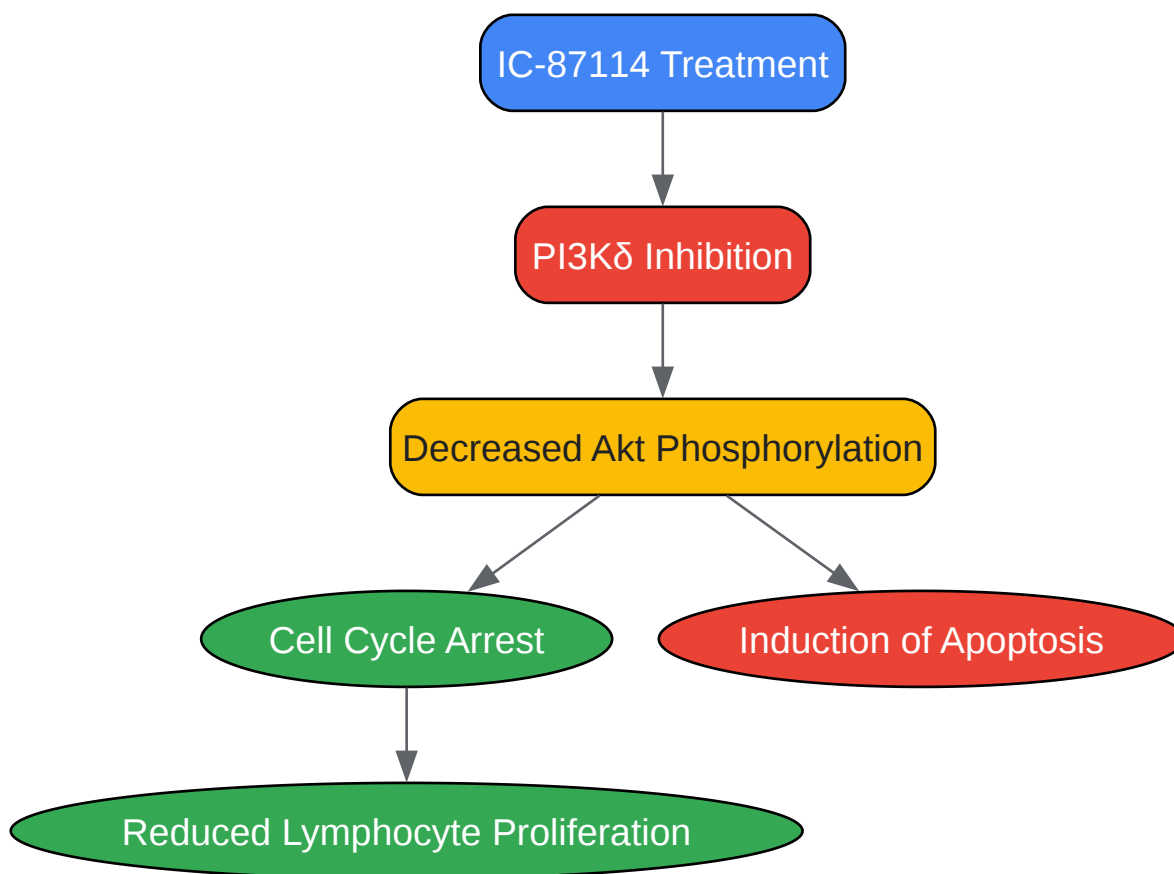 IC-87114 Treatment
PI3Kδ Inhibition
Decreased Akt Phosphorylation
Cell Cycle Arrest
Induction of Apoptosis
Reduced Lymphocyte Proliferation